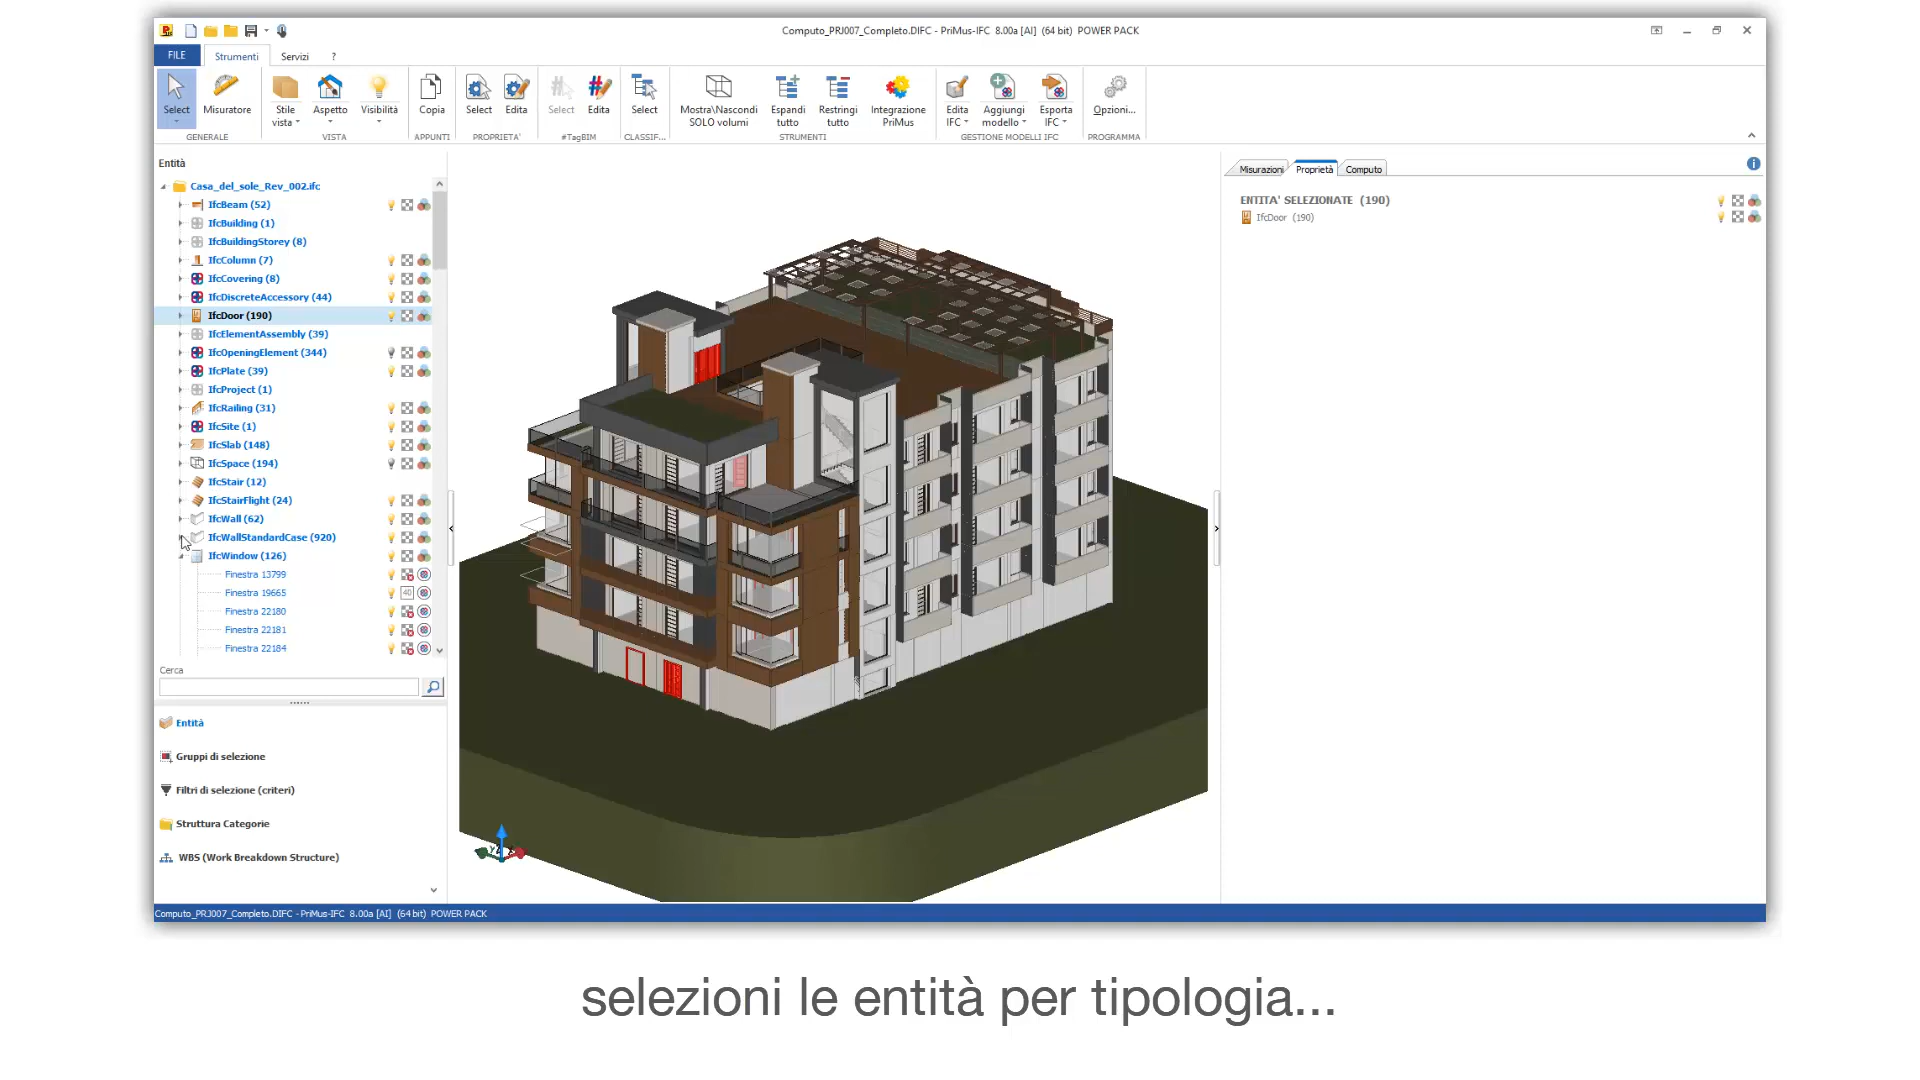 Computo_PRJ007_Completo.DIFC - PriMus-IFC 8.00a [AI] (64 bit) POWER PACK
FILE Strumenti Servizi ?
Select Misuratore Stile vista Aspetto Visibilità Copia Select Edita Select Edita Select Mostra\Nascondi SOLO volumi Espandi tutto Restringi tutto Integrazione PriMus Edita IFC Aggiungi modello Esporta IFC Opzioni...
GENERALE VISTA APPUNTI PROPRIETA' #TagBIM CLASSIF... STRUMENTI GESTIONE MODELLI IFC PROGRAMMA
Entità
Casa_del_sole_Rev_002.ifc
IfcBeam (52)
IfcBuilding (1)
IfcBuildingStorey (8)
IfcColumn (7)
IfcCovering (8)
IfcDiscreteAccessory (44)
IfcDoor (190)
IfcElementAssembly (39)
IfcOpeningElement (344)
IfcPlate (39)
IfcProject (1)
IfcRailing (31)
IfcSite (1)
IfcSlab (148)
IfcSpace (194)
IfcStair (12)
IfcStairFlight (24)
IfcWall (62)
IfcWallStandardCase (920)
IfcWindow (126)
Finestra 13799
Finestra 19665 40
Finestra 22180
Finestra 22181
Finestra 22184
Cerca
Entità
Gruppi di selezione
Filtri di selezione (criteri)
Struttura Categorie
WBS (Work Breakdown Structure)
Misurazioni Proprietà Computo
ENTITA' SELEZIONATE (190)
IfcDoor (190)
Computo_PRJ007_Completo.DIFC - PriMus-IFC 8.00a [AI] (64 bit) POWER PACK
selezioni le entità per tipologia...